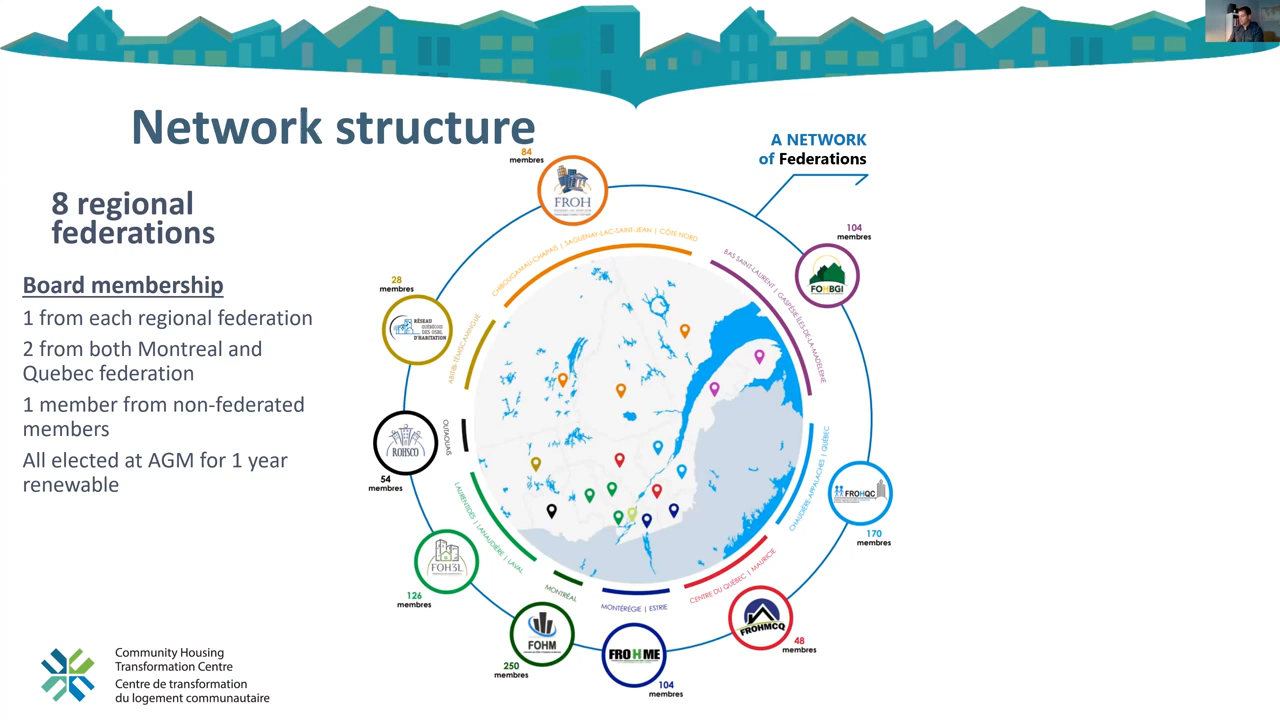 Network structure
8 regional
federations
Board membership
1 from each regional federation
2 from both Montreal and
Quebec federation
1 member from non-federated
members
All elected at AGM for 1 year
renewable
A NETWORK
of Federations
84
membres
FROH
CHIBOUGAMAU-CHAPAIS | SAGUENAY-LAC-SAINT-JEAN | CÔTE NORD
104
membres
FOHBGI
BAS SAINT-LAURENT | GASPÉSIE ÎLES-DE-LA-MADELEINE
28
membres
RÉSEAU
QUÉBÉCOIS
DES OSBL
D'HABITATION
ABITIBI-TÉMISCAMINGUE
ROHSCO
OUTAOUAIS
54
membres
FROHQC
CHAUDIÈRE-APPALACHES | QUÉBEC
170
membres
FOH3L
LAURENTIDES | LANAUDIÈRE | LAVAL
126
membres
MONTRÉAL
FOHM
250
membres
MONTÉRÉGIE | ESTRIE
FROHME
104
membres
CENTRE DU QUÉBEC | MAURICIE
FROHMCQ
48
membres
Community Housing
Transformation Centre
Centre de transformation
du logement communautaire